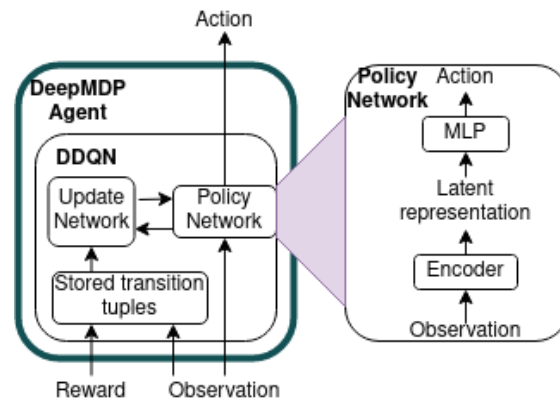 Action
DeepMDP
Agent
DDQN
Update
Network
Policy
Network
Stored transition
tuples
Reward
Observation
Policy
Network
Action
MLP
Latent
representation
Encoder
Observation